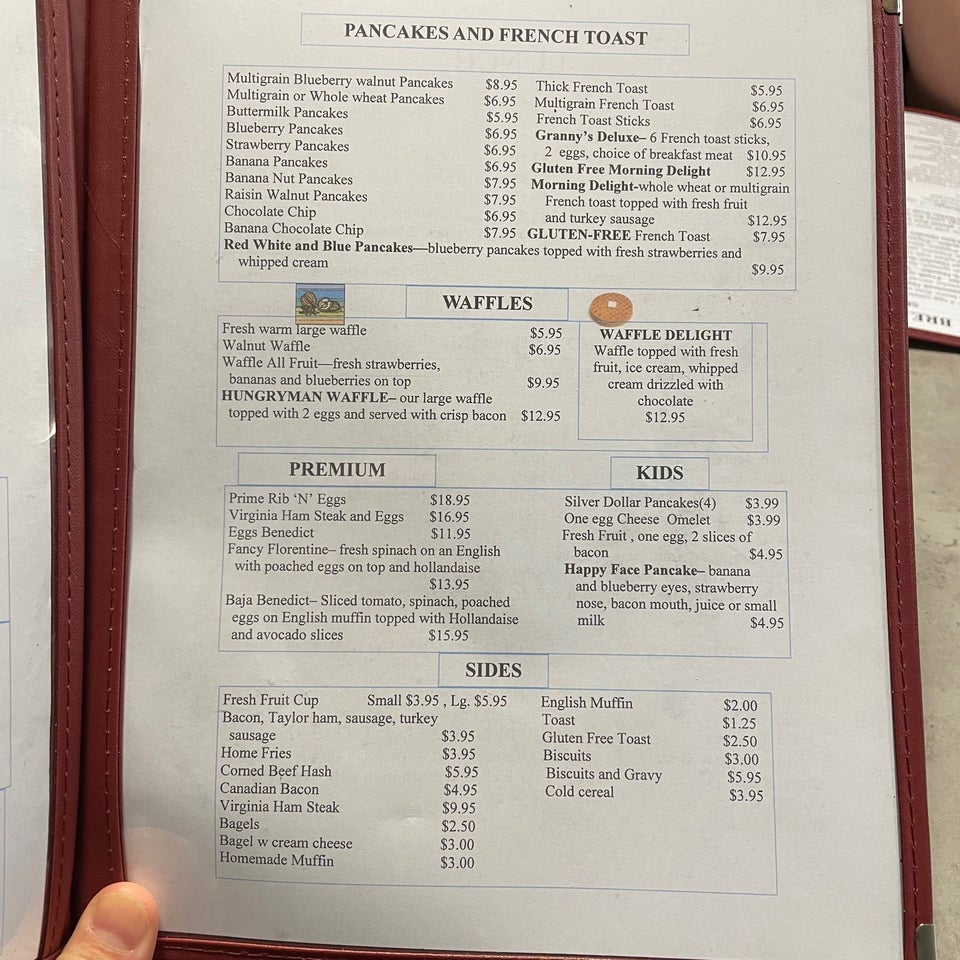 PANCAKES AND FRENCH TOAST
Multigrain Blueberry walnut Pancakes $8.95
Multigrain or Whole wheat Pancakes $6.95
Buttermilk Pancakes $5.95
Blueberry Pancakes $6.95
Strawberry Pancakes $6.95
Banana Pancakes $6.95
Banana Nut Pancakes $7.95
Raisin Walnut Pancakes $7.95
Chocolate Chip $6.95
Banana Chocolate Chip $7.95
Thick French Toast $5.95
Multigrain French Toast $6.95
French Toast Sticks $6.95
Granny's Deluxe– 6 French toast sticks,
2 eggs, choice of breakfast meat $10.95
Gluten Free Morning Delight $12.95
Morning Delight-whole wheat or multigrain
French toast topped with fresh fruit
and turkey sausage $12.95
GLUTEN-FREE French Toast $7.95
Red White and Blue Pancakes—blueberry pancakes topped with fresh strawberries and
whipped cream $9.95
WAFFLES
Fresh warm large waffle $5.95
Walnut Waffle $6.95
Waffle All Fruit—fresh strawberries,
bananas and blueberries on top $9.95
HUNGRYMAN WAFFLE– our large waffle
topped with 2 eggs and served with crisp bacon $12.95
WAFFLE DELIGHT
Waffle topped with fresh
fruit, ice cream, whipped
cream drizzled with
chocolate
$12.95
PREMIUM
Prime Rib 'N' Eggs $18.95
Virginia Ham Steak and Eggs $16.95
Eggs Benedict $11.95
Fancy Florentine– fresh spinach on an English
with poached eggs on top and hollandaise
$13.95
Baja Benedict– Sliced tomato, spinach, poached
eggs on English muffin topped with Hollandaise
and avocado slices $15.95
KIDS
Silver Dollar Pancakes(4) $3.99
One egg Cheese Omelet $3.99
Fresh Fruit , one egg, 2 slices of
bacon $4.95
Happy Face Pancake– banana
and blueberry eyes, strawberry
nose, bacon mouth, juice or small
milk $4.95
SIDES
Fresh Fruit Cup Small $3.95 , Lg. $5.95
Bacon, Taylor ham, sausage, turkey
sausage $3.95
Home Fries $3.95
Corned Beef Hash $5.95
Canadian Bacon $4.95
Virginia Ham Steak $9.95
Bagels $2.50
Bagel w cream cheese $3.00
Homemade Muffin $3.00
English Muffin $2.00
Toast $1.25
Gluten Free Toast $2.50
Biscuits $3.00
Biscuits and Gravy $5.95
Cold cereal $3.95